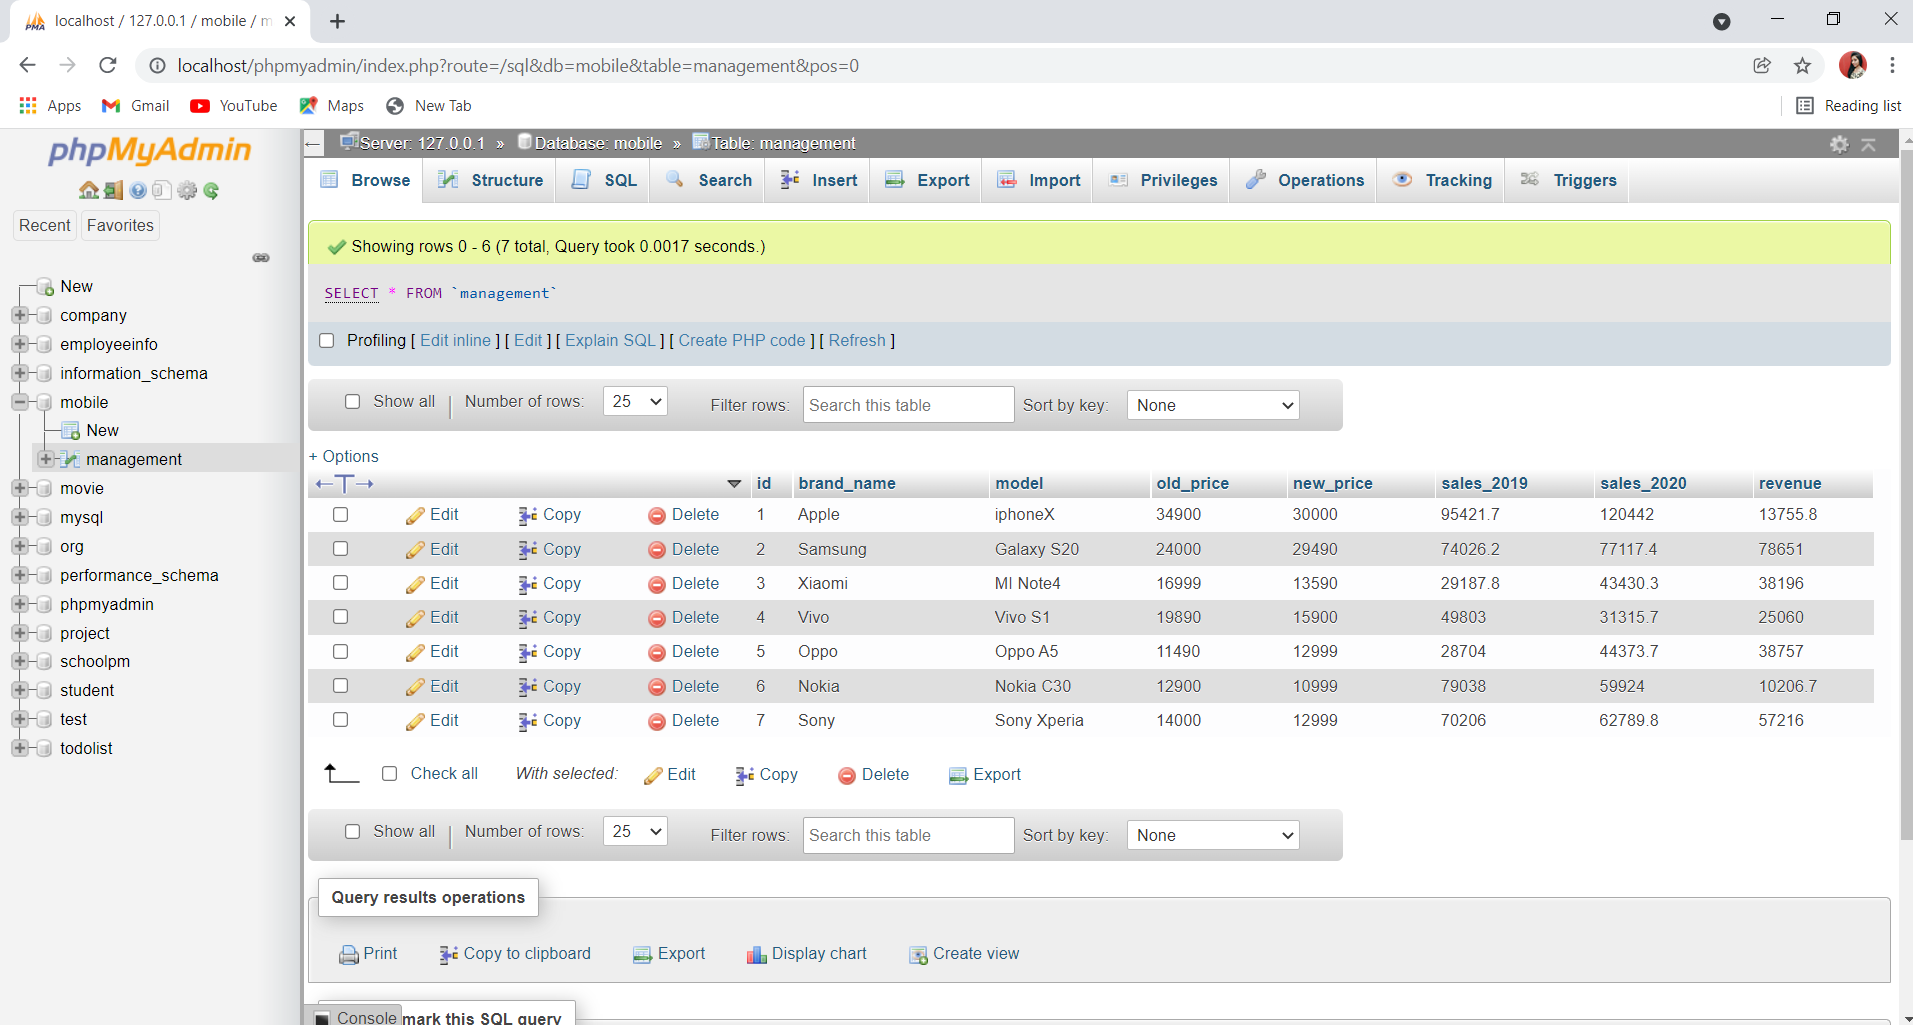 localhost / 127.0.0.1 / mobile / m
localhost/phpmyadmin/index.php?route=/sql&db=mobile&table=management&pos=0
Apps Gmail YouTube Maps New Tab Reading list
phpMyAdmin
Recent Favorites
New
company
employeeinfo
information_schema
mobile
New
management
movie
mysql
org
performance_schema
phpmyadmin
project
schoolpm
student
test
todolist
Server: 127.0.0.1 » Database: mobile » Table: management
Browse Structure SQL Search Insert Export Import Privileges Operations Tracking Triggers
Showing rows 0 - 6 (7 total, Query took 0.0017 seconds.)
SELECT * FROM `management`
Profiling [ Edit inline ] [ Edit ] [ Explain SQL ] [ Create PHP code ] [ Refresh ]
Show all | Number of rows: 25 Filter rows: Search this table Sort by key: None
+ Options
←T→ id brand_name model old_price new_price sales_2019 sales_2020 revenue
Edit Copy Delete 1 Apple iphoneX 34900 30000 95421.7 120442 13755.8
Edit Copy Delete 2 Samsung Galaxy S20 24000 29490 74026.2 77117.4 78651
Edit Copy Delete 3 Xiaomi MI Note4 16999 13590 29187.8 43430.3 38196
Edit Copy Delete 4 Vivo Vivo S1 19890 15900 49803 31315.7 25060
Edit Copy Delete 5 Oppo Oppo A5 11490 12999 28704 44373.7 38757
Edit Copy Delete 6 Nokia Nokia C30 12900 10999 79038 59924 10206.7
Edit Copy Delete 7 Sony Sony Xperia 14000 12999 70206 62789.8 57216
Check all With selected: Edit Copy Delete Export
Show all | Number of rows: 25 Filter rows: Search this table Sort by key: None
Query results operations
Print Copy to clipboard Export Display chart Create view
Console mark this SQL query